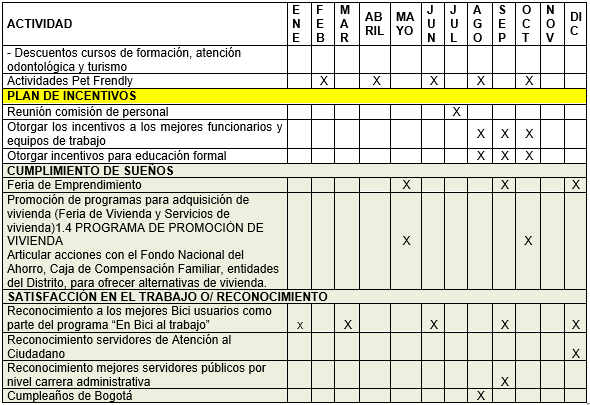 ACTIVIDAD E N E F E B M A R AB RIL MA YO J U N J U L A G O S E P O C T N O V DI C
- Descuentos cursos de formación, atención
odontológica y turismo
Actividades Pet Frendly X X X X X
PLAN DE INCENTIVOS
Reunión comisión de personal X
Otorgar los incentivos a los mejores funcionarios y
equipos de trabajo X X X
Otorgar incentivos para educación formal X X X
CUMPLIMIENTO DE SUEÑOS
Feria de Emprendimiento X X X
Promoción de programas para adquisición de
vivienda (Feria de Vivienda y Servicios de
vivienda)1.4 PROGRAMA DE PROMOCIÓN DE
VIVIENDA X X
Articular acciones con el Fondo Nacional del
Ahorro, Caja de Compensación Familiar, entidades
del Distrito, para ofrecer alternativas de vivienda.
SATISFACCIÓN EN EL TRABAJO O/ RECONOCIMIENTO
Reconocimiento a los mejores Bici usuarios como
parte del programa “En Bici al trabajo” x X X X X
Reconocimiento servidores de Atención al
Ciudadano X
Reconocimiento mejores servidores públicos por
nivel carrera administrativa X
Cumpleaños de Bogotá X